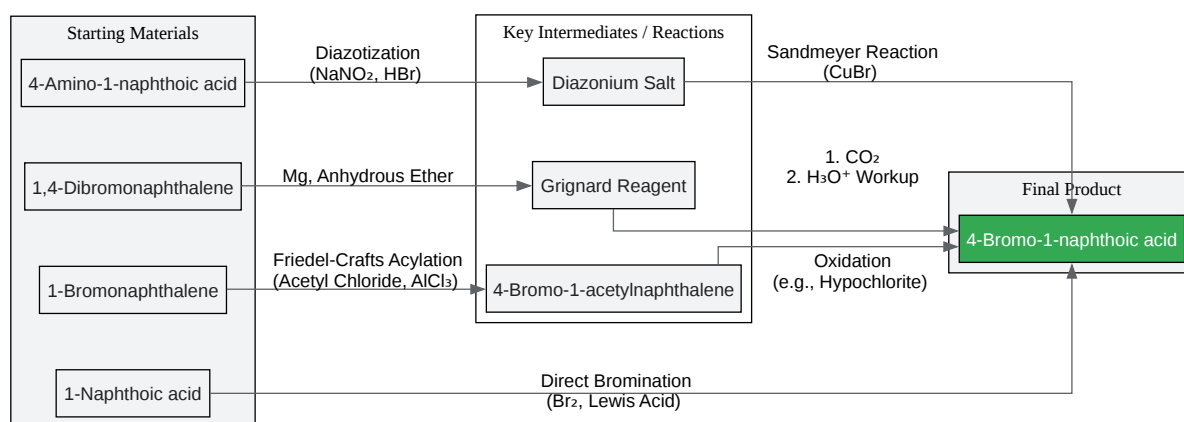 Starting Materials
Key Intermediates / Reactions
4-Amino-1-naphthoic acid
Diazotization
(NaNO₂, HBr)
Diazonium Salt
Sandmeyer Reaction
(CuBr)
1,4-Dibromonaphthalene
Mg, Anhydrous Ether
Grignard Reagent
1. CO₂
2. H₃O⁺ Workup
Final Product
4-Bromo-1-naphthoic acid
1-Bromonaphthalene
Friedel-Crafts Acylation
(Acetyl Chloride, AlCl₃)
4-Bromo-1-acetylnaphthalene
Oxidation
(e.g., Hypochlorite)
1-Naphthoic acid
Direct Bromination
(Br₂, Lewis Acid)